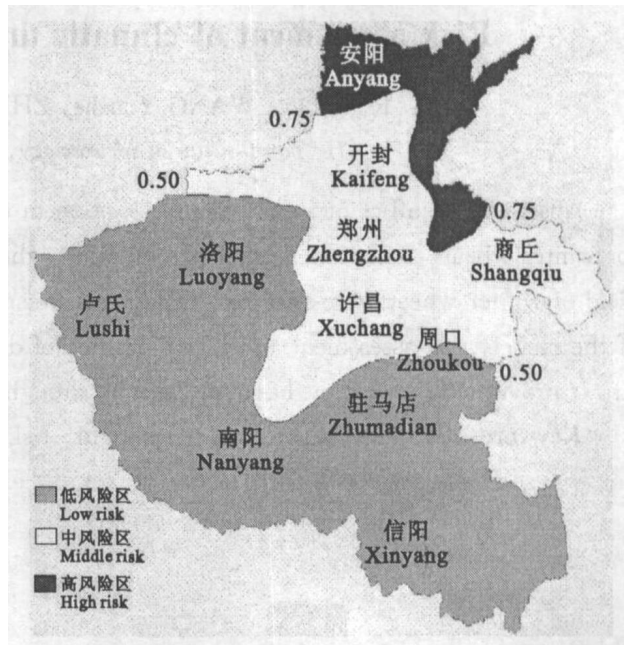 安阳
Anyang
0.75
开封
Kaifeng
0.50
郑州
Zhengzhou
0.75
商丘
Shangqiu
洛阳
Luoyang
卢氏
Lushi
许昌
Xuchang
周口
Zhoukou
0.50
驻马店
Zhumadian
南阳
Nanyang
信阳
Xinyang
低风险区
Low risk
中风险区
Middle risk
高风险区
High risk